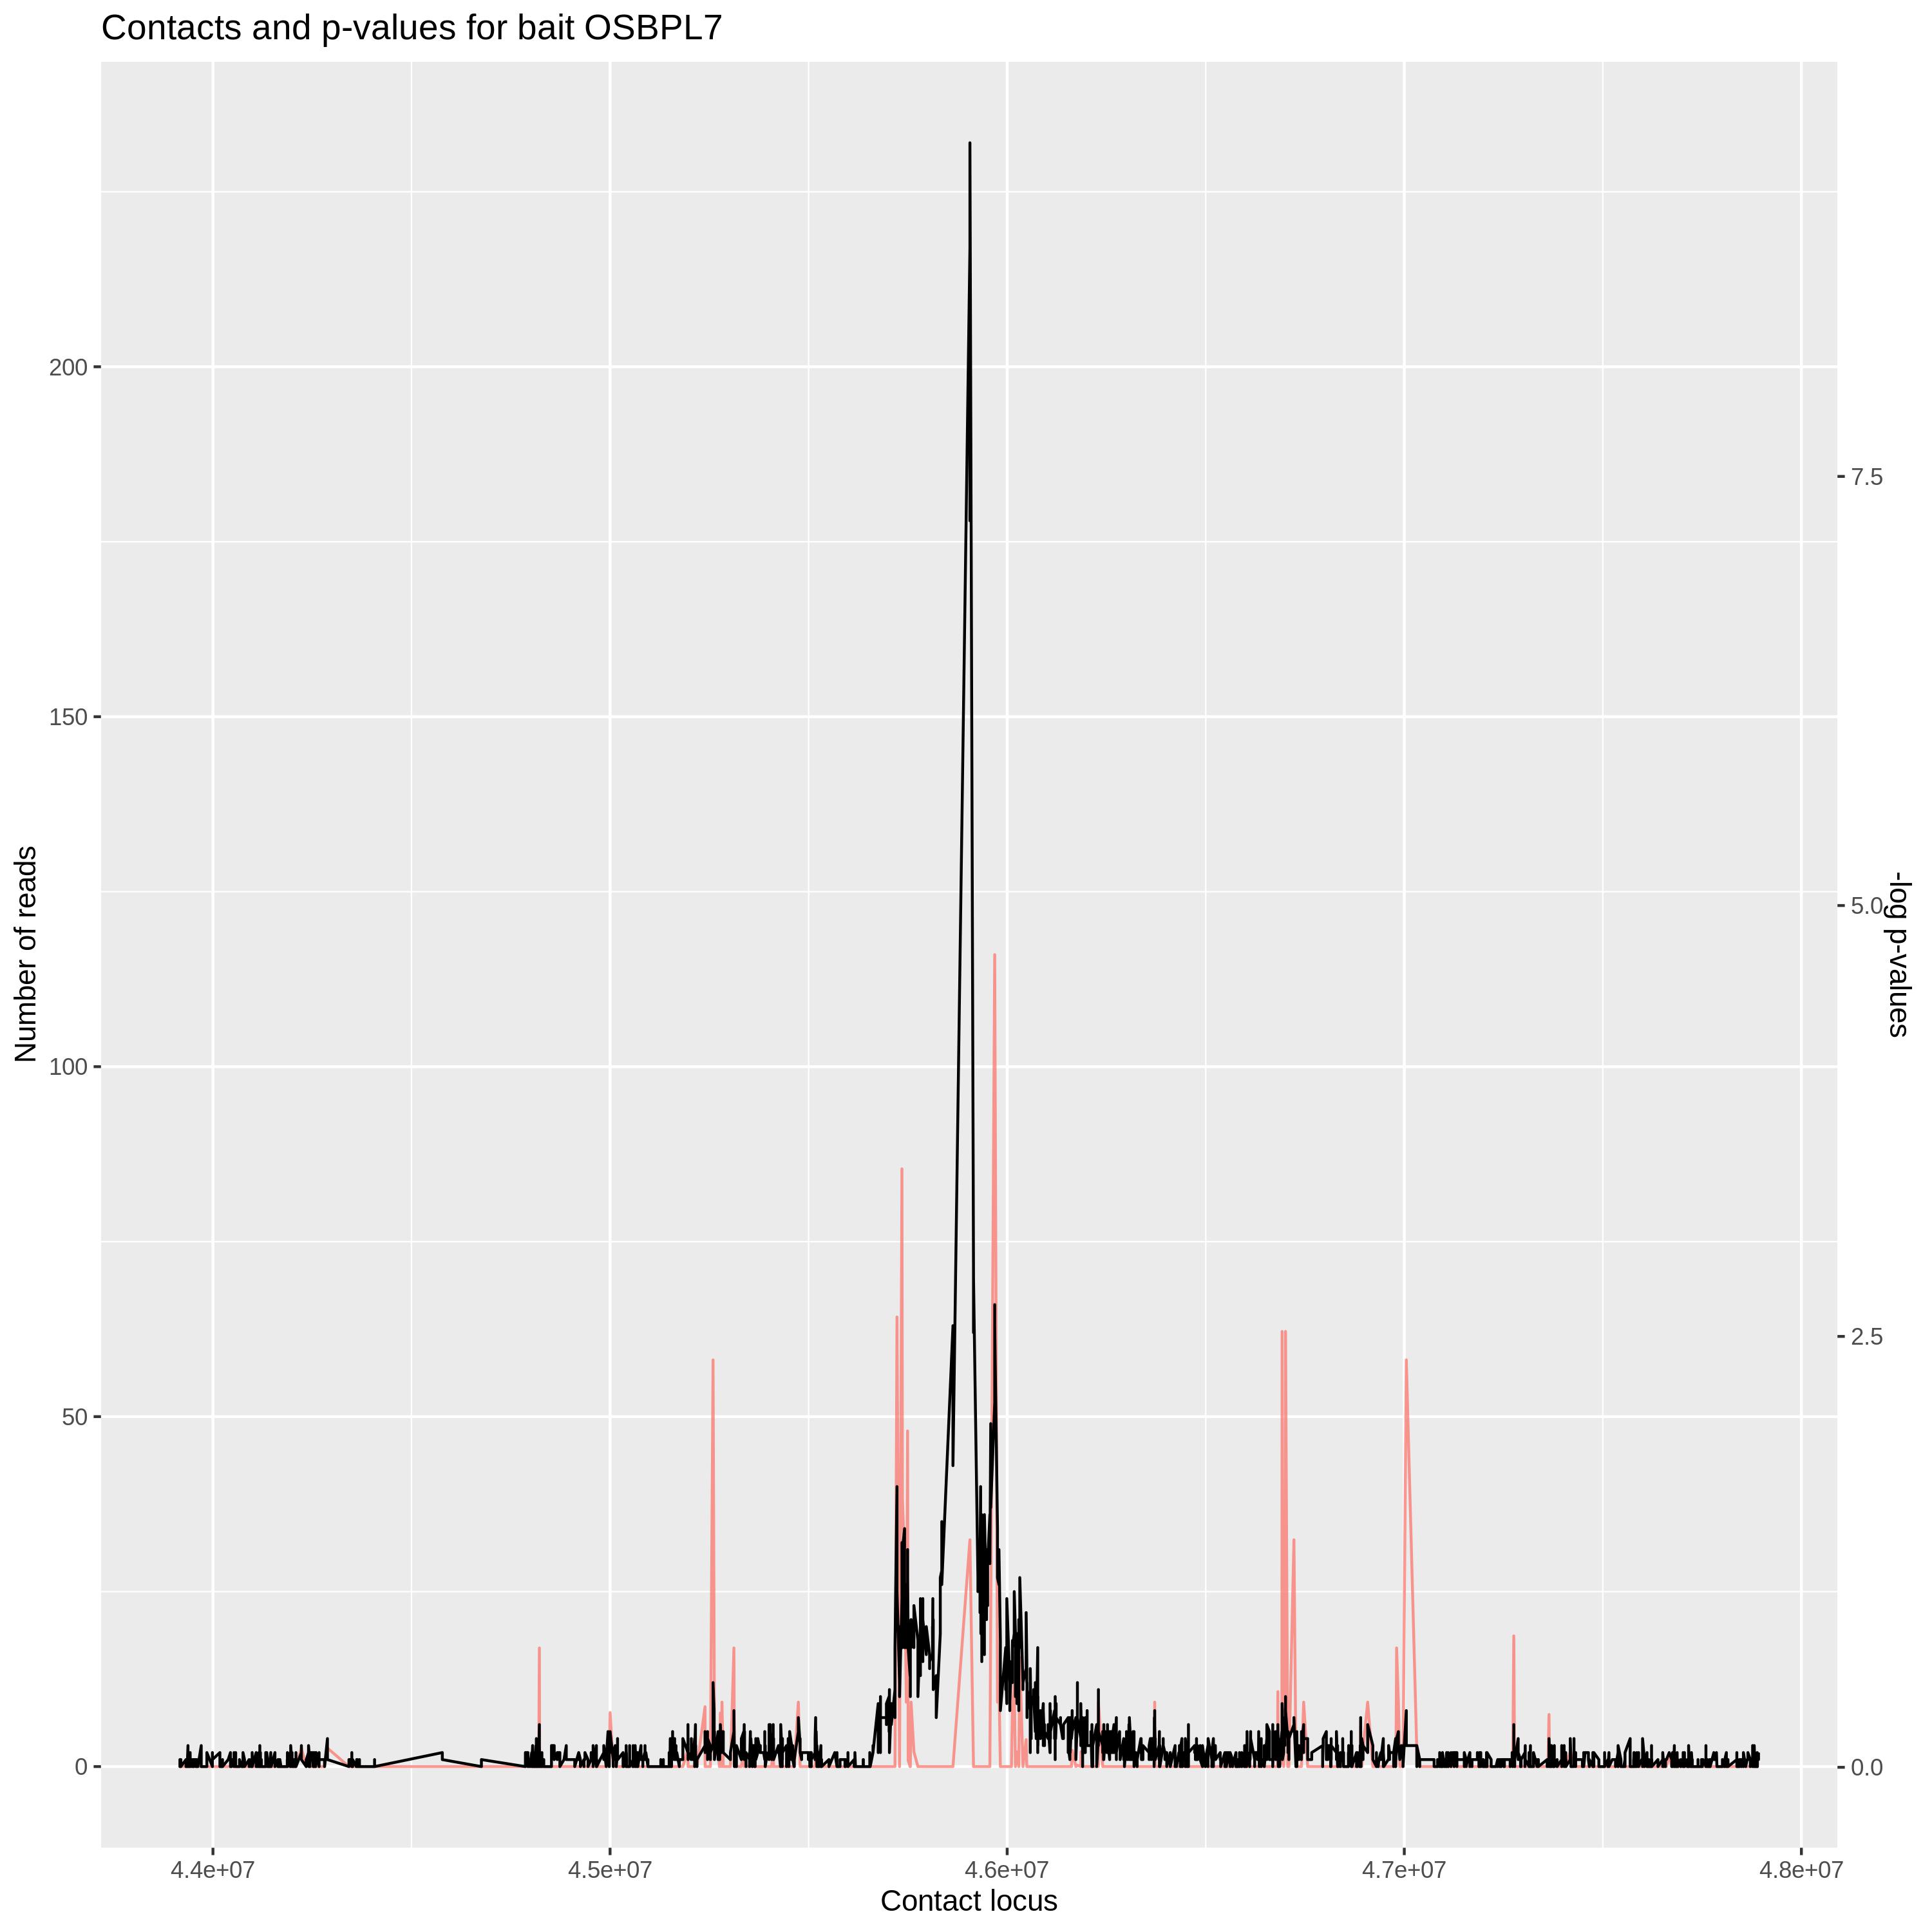 Contacts and p-values for bait OSBPL7
Number of reads
200
150
100
50
0
7.5
5.0
2.5
0.0
-log p-values
4.4e+07 4.5e+07 4.6e+07 4.7e+07 4.8e+07
Contact locus